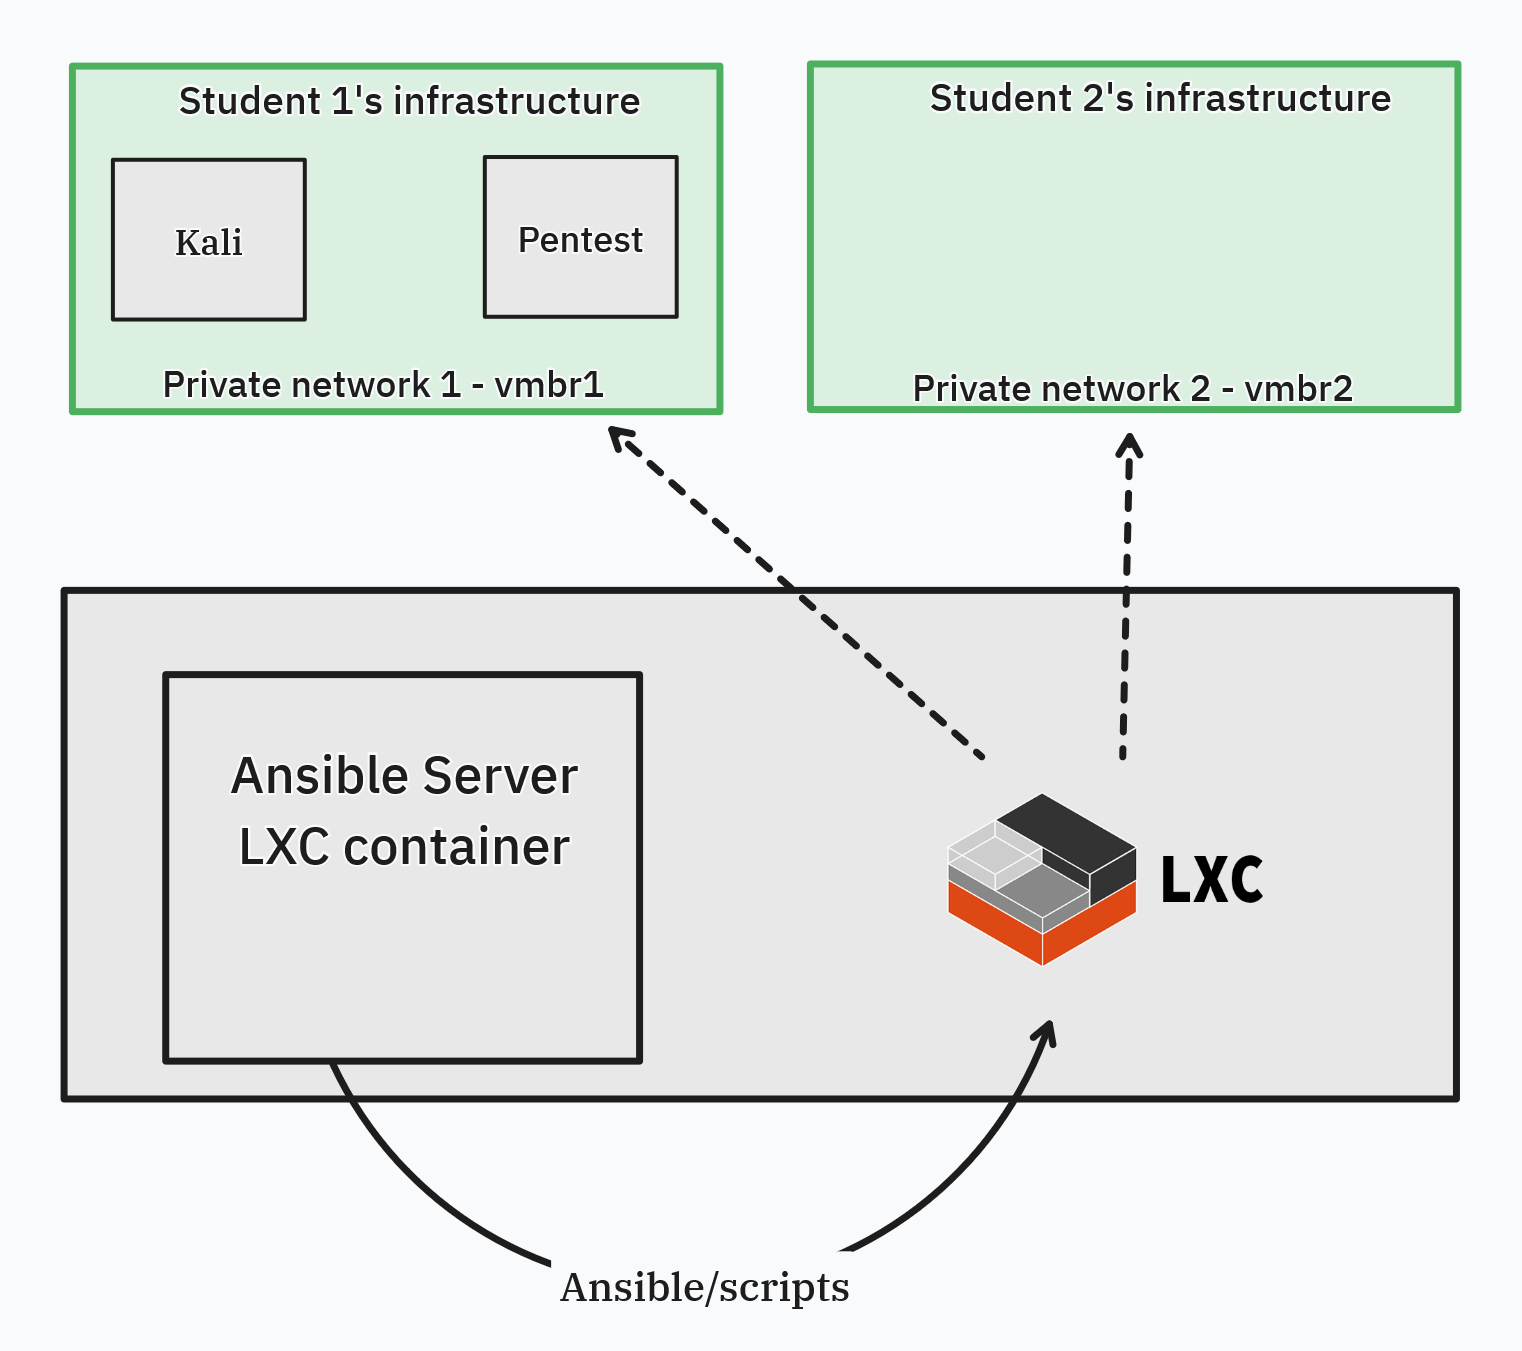 Student 1's infrastructure
Kali
Pentest
Private network 1 - vmbr1
Student 2's infrastructure
Private network 2 - vmbr2
Ansible Server
LXC container
LXC
Ansible/scripts